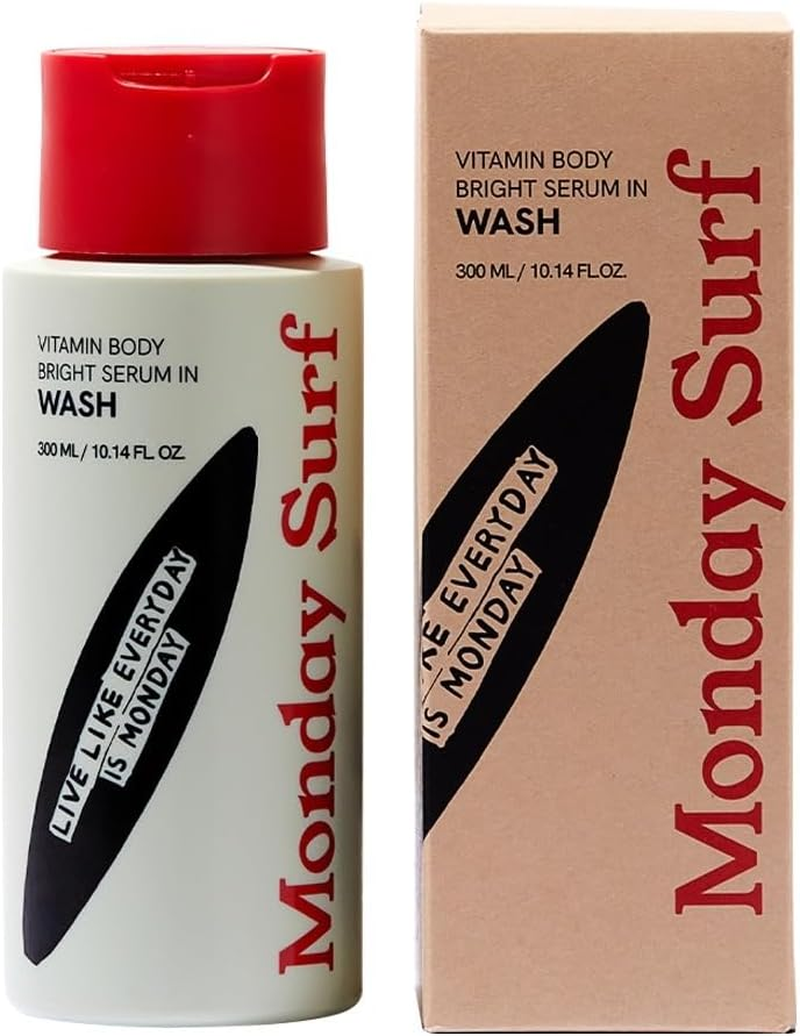 VITAMIN BODY
BRIGHT SERUM IN
WASH
300 ML / 10.14 FL. OZ.
LIVE LIKE EVERYDAY
IS MONDAY
Monday Surf
VITAMIN BODY
BRIGHT SERUM IN
WASH
300 ML / 10.14 FL.OZ.
KE EVERYDAY
IS MONDAY
Monday Surf